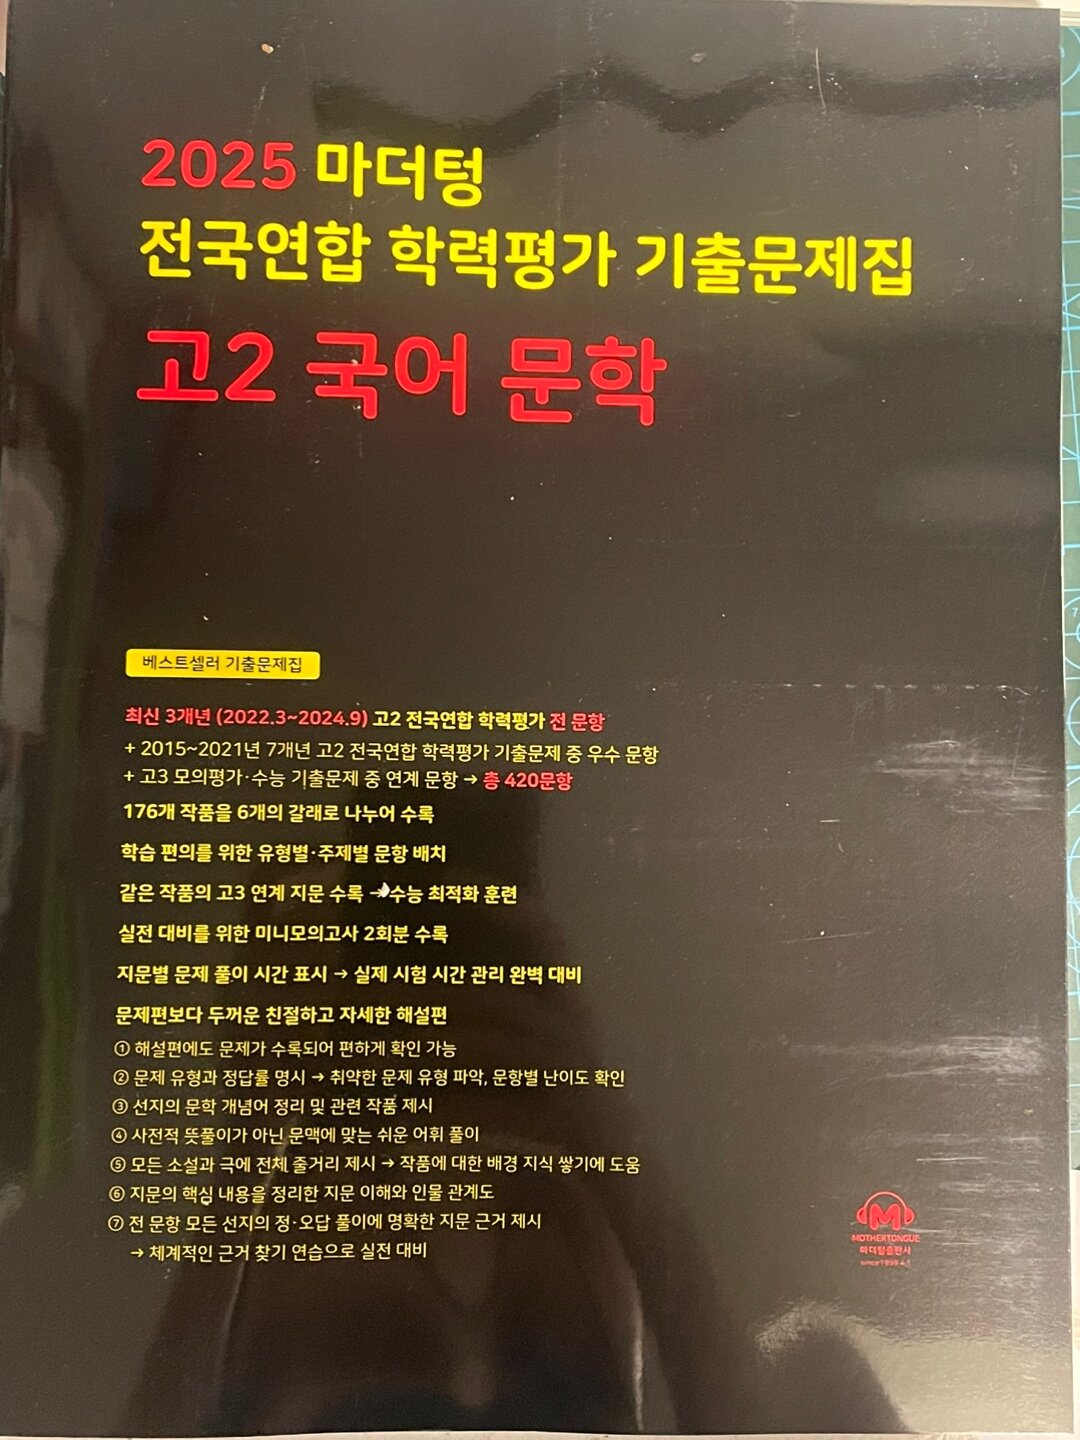 2025 마더텅
전국연합 학력평가 기출문제집
고2 국어 문학
베스트셀러 기출문제집
최신 3개년 (2022.3~2024.9) 고2 전국연합 학력평가 전 문항
+ 2015~2021년 7개년 고2 전국연합 학력평가 기출문제 중 우수 문항
+ 고3 모의평가·수능 기출문제 중 연계 문항 → 총 420문항
176개 작품을 6개의 갈래로 나누어 수록
학습 편의를 위한 유형별·주제별 문항 배치
같은 작품의 고3 연계 지문 수록 → 수능 최적화 훈련
실전 대비를 위한 미니모의고사 2회분 수록
지문별 문제 풀이 시간 표시 → 실제 시험 시간 관리 완벽 대비
문제편보다 두꺼운 친절하고 자세한 해설편
① 해설편에도 문제가 수록되어 편하게 확인 가능
② 문제 유형과 정답률 명시 → 취약한 문제 유형 파악, 문항별 난이도 확인
③ 선지의 문학 개념어 정리 및 관련 작품 제시
④ 사전적 뜻풀이가 아닌 문맥에 맞는 쉬운 어휘 풀이
⑤ 모든 소설과 극에 전체 줄거리 제시 → 작품에 대한 배경 지식 쌓기에 도움
⑥ 지문의 핵심 내용을 정리한 지문 이해와 인물 관계도
⑦ 전 문항 모든 선지의 정·오답 풀이에 명확한 지문 근거 제시
→ 체계적인 근거 찾기 연습으로 실전 대비
M
MOTHERTONGUE
마더텅출판사
since1999.4.1